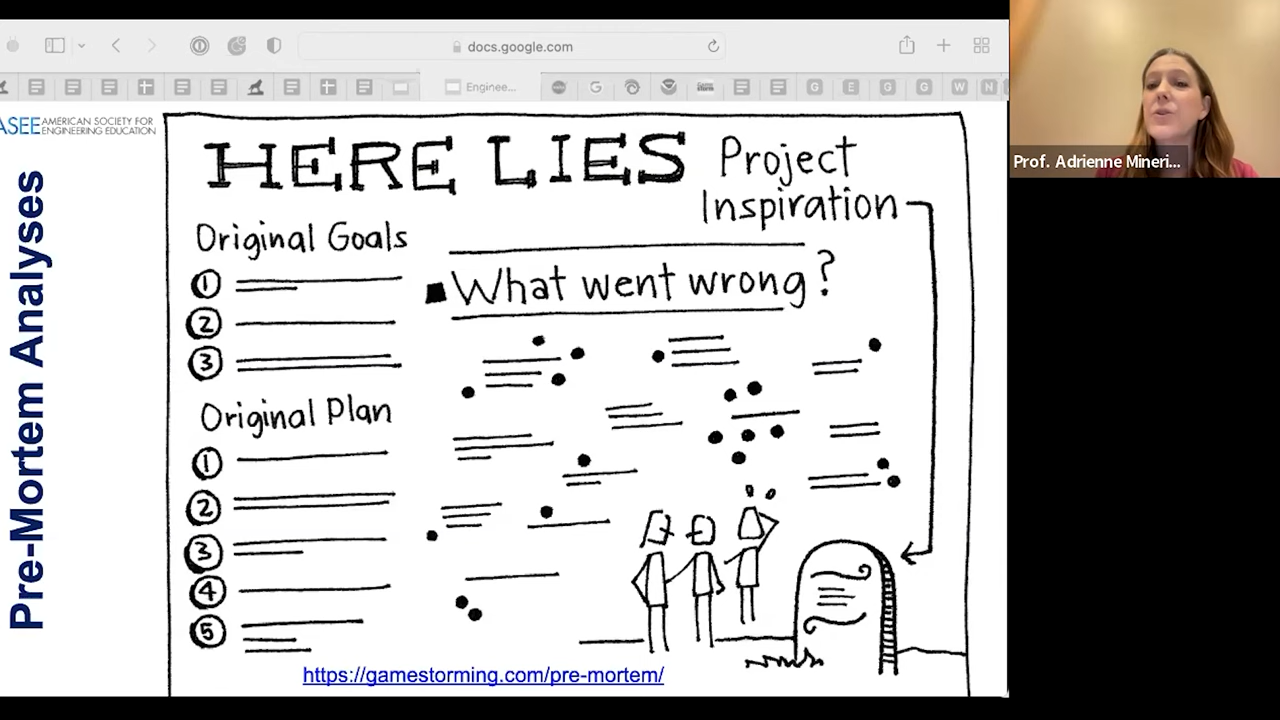 docs.google.com
Enginee...
ASEE AMERICAN SOCIETY FOR
ENGINEERING EDUCATION
Pre-Mortem Analyses
HERE LIES Project
Inspiration
Original Goals
1
2
3
What went wrong?
Original Plan
1
2
3
4
5
https://gamestorming.com/pre-mortem/
Prof. Adrienne Mineri...